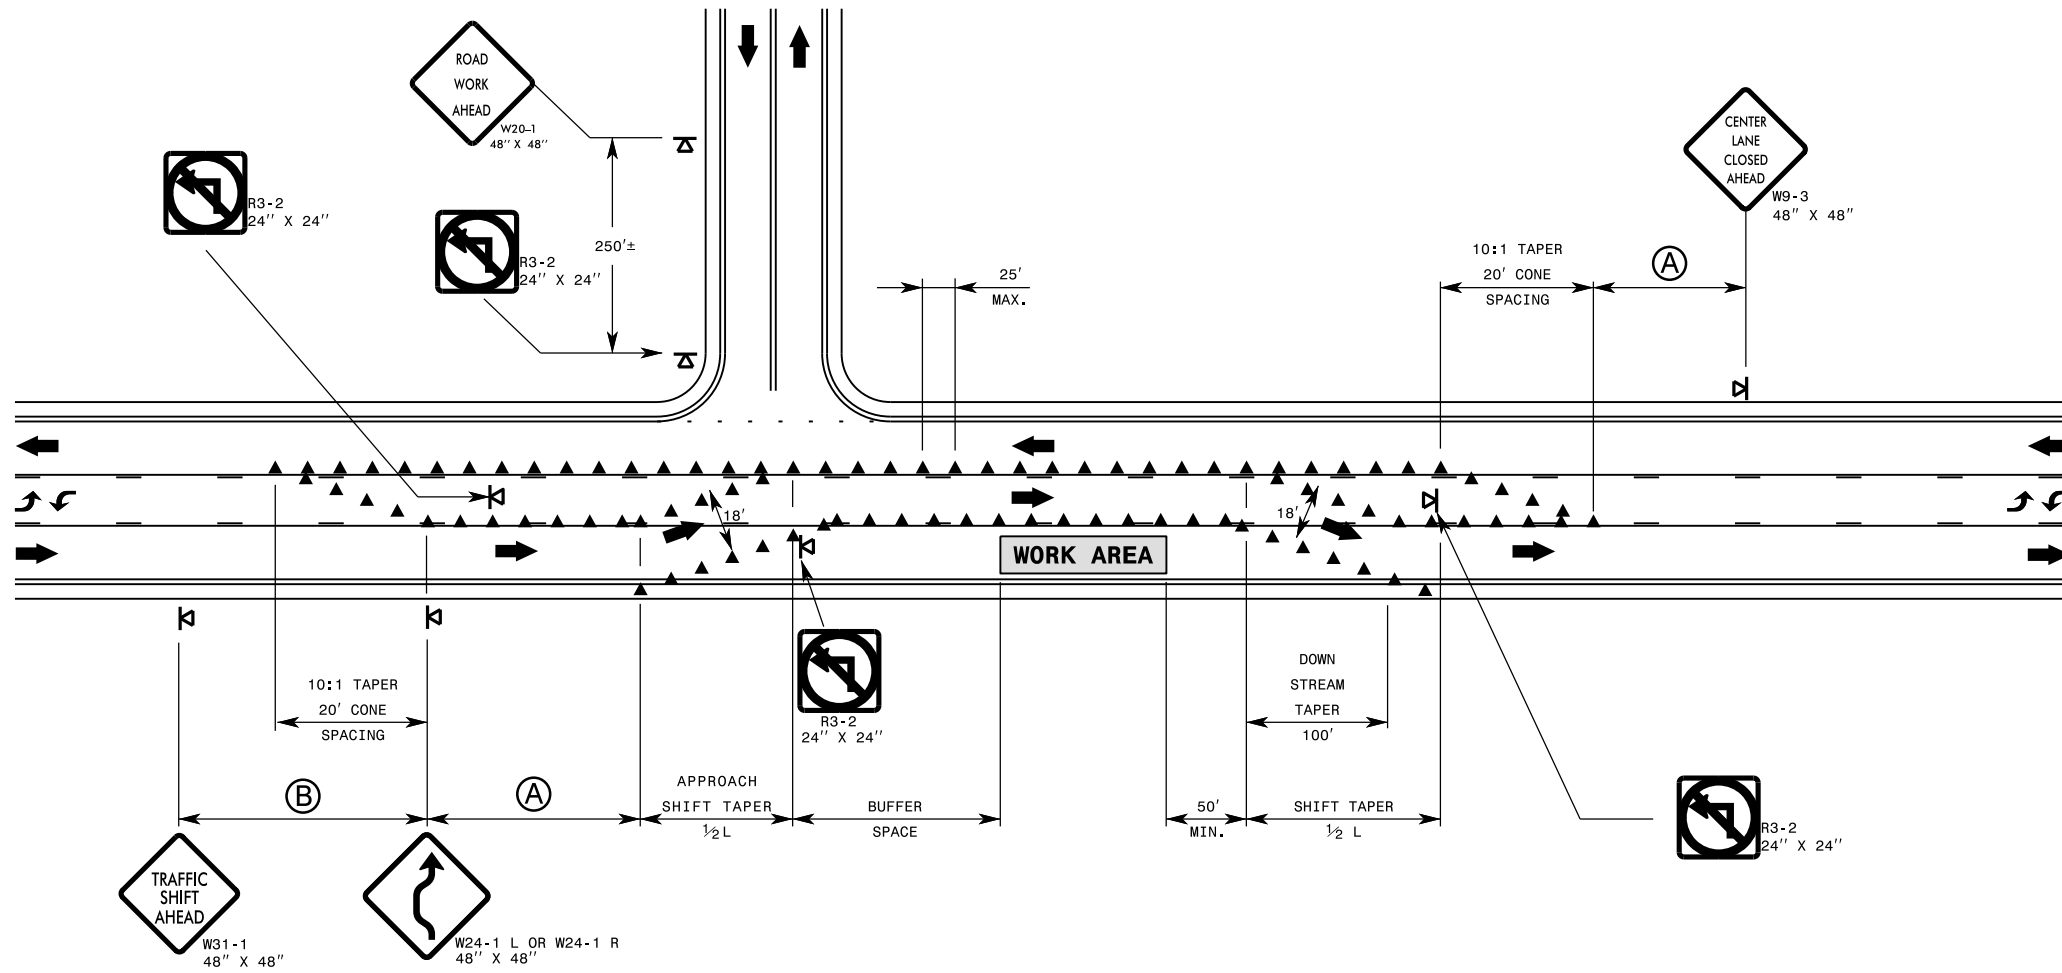 ROAD
WORK
AHEAD
W20-1
48'' X 48''
R3-2
24'' X 24''
R3-2
24'' X 24''
250'±
25'
MAX.
CENTER
LANE
CLOSED
AHEAD
W9-3
48" X 48"
10:1 TAPER
20' CONE
SPACING
A
18'
18'
WORK AREA
R3-2
24'' X 24''
10:1 TAPER
20' CONE
SPACING
DOWN
STREAM
TAPER
100'
B
A
APPROACH
SHIFT TAPER
½ L
BUFFER
SPACE
50'
MIN.
SHIFT TAPER
½ L
R3-2
24'' X 24''
TRAFFIC
SHIFT
AHEAD
W31-1
48" X 48"
W24-1 L OR W24-1 R
48'' X 48''